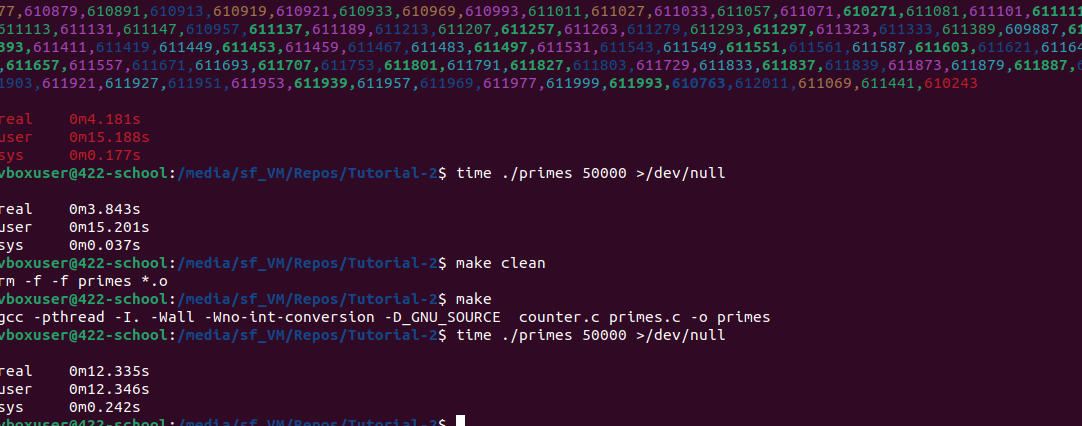 77,610879,610891,610913,610919,610921,610933,610969,610993,611011,611027,611033,611057,611071,610271,611081,611101,611111
611113,611131,611147,610957,611137,611189,611213,611207,611257,611263,611279,611293,611297,611323,611333,611389,609887,61
393,611411,611419,611449,611453,611459,611467,611483,611497,611531,611543,611549,611551,611561,611587,611603,611621,61164
,611657,611557,611671,611693,611707,611753,611801,611791,611827,611803,611729,611833,611837,611839,611873,611879,611887,6
1903,611921,611927,611951,611953,611939,611957,611969,611977,611999,611993,610763,612011,611069,611441,610243
real 0m4.181s
user 0m15.188s
sys 0m0.177s
vboxuser@422-school:/media/sf_VM/Repos/Tutorial-2$ time ./primes 50000 >/dev/null
real 0m3.843s
user 0m15.201s
sys 0m0.037s
vboxuser@422-school:/media/sf_VM/Repos/Tutorial-2$ make clean
rm -f -f primes *.o
vboxuser@422-school:/media/sf_VM/Repos/Tutorial-2$ make
gcc -pthread -I. -Wall -Wno-int-conversion -D_GNU_SOURCE counter.c primes.c -o primes
vboxuser@422-school:/media/sf_VM/Repos/Tutorial-2$ time ./primes 50000 >/dev/null
real 0m12.335s
user 0m12.346s
sys 0m0.242s
vboxuser@422-school:/media/sf_VM/Repos/Tutorial-2$